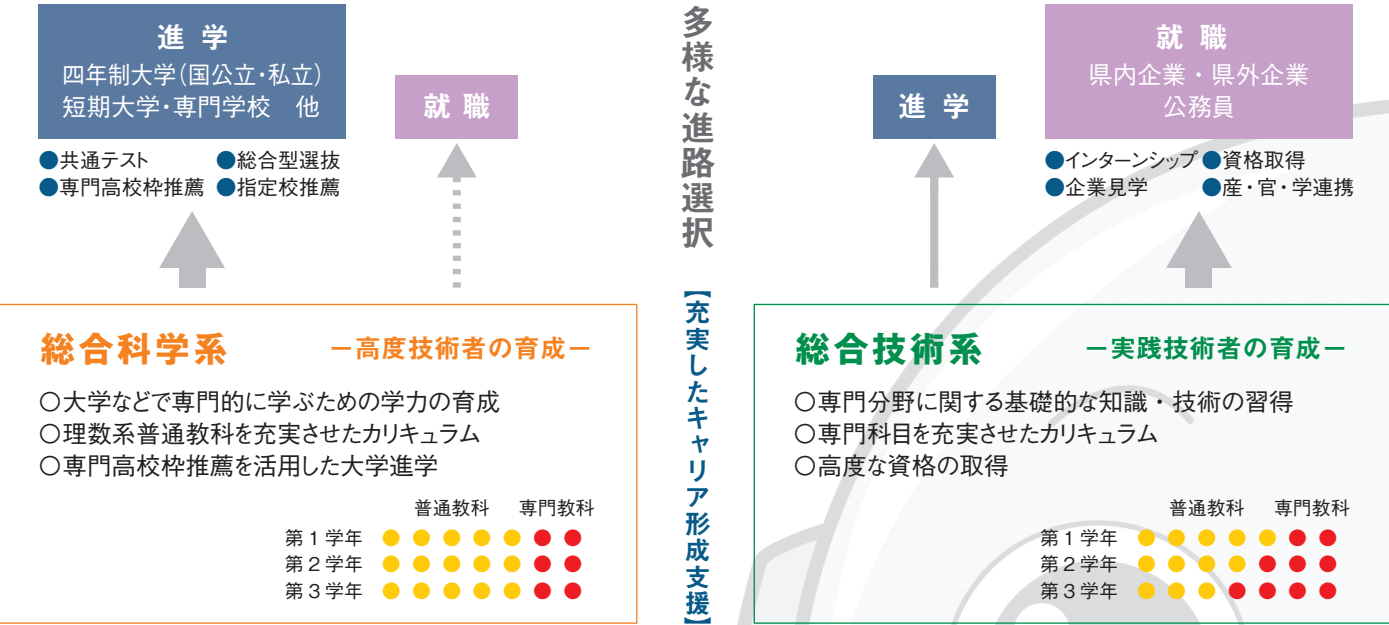 進 学
四年制大学(国公立・私立)
短期大学・専門学校　他
●共通テスト ●総合型選抜
●専門高校枠推薦 ●指定校推薦
就 職
総合科学系 －高度技術者の育成－
○大学などで専門的に学ぶための学力の育成
○理数系普通教科を充実させたカリキュラム
○専門高校枠推薦を活用した大学進学
普通教科 専門教科
第1学年
第2学年
第3学年
多様な進路選択
【充実したキャリア形成支援】
進 学
就 職
県内企業・県外企業
公務員
●インターンシップ ●資格取得
●企業見学 ●産・官・学連携
総合技術系 －実践技術者の育成－
○専門分野に関する基礎的な知識・技術の習得
○専門科目を充実させたカリキュラム
○高度な資格の取得
普通教科 専門教科
第1学年
第2学年
第3学年